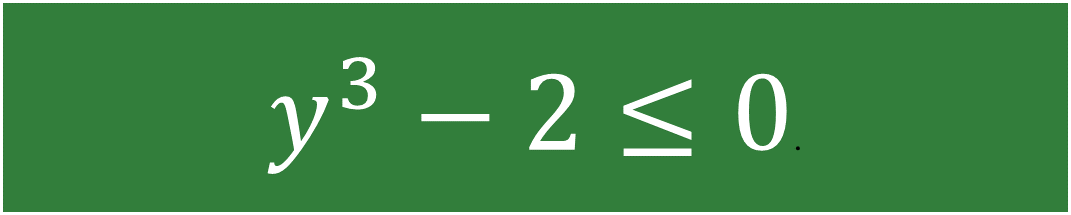 y³ − 2 ≤ 0.